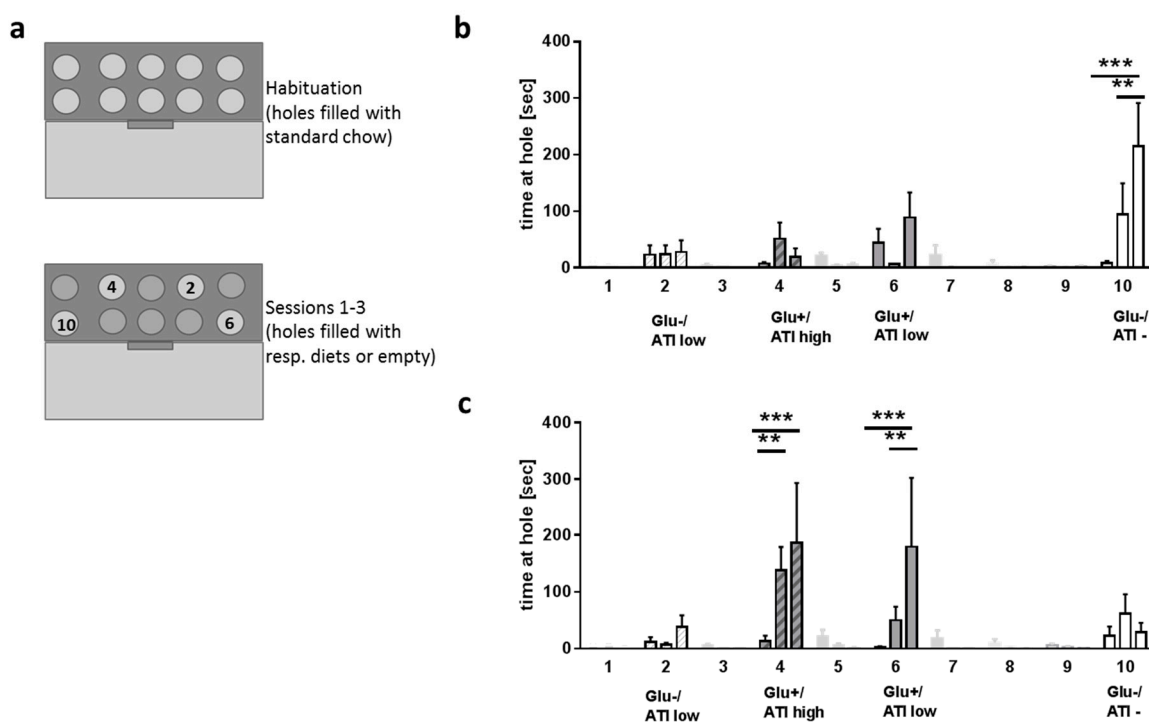 a
Habituation
(holes filled with
standard chow)
4
2
10
6
Sessions 1-3
(holes filled with
resp. diets or empty)
b
time at hole [sec]
400
300
200
100
0
***
**
1 2 3 4 5 6 7 8 9 10
Glu-/
ATI low
Glu+/
ATI high
Glu+/
ATI low
Glu-/
ATI -
c
time at hole [sec]
400
300
200
100
0
***
**
***
**
1 2 3 4 5 6 7 8 9 10
Glu-/
ATI low
Glu+/
ATI high
Glu+/
ATI low
Glu-/
ATI -